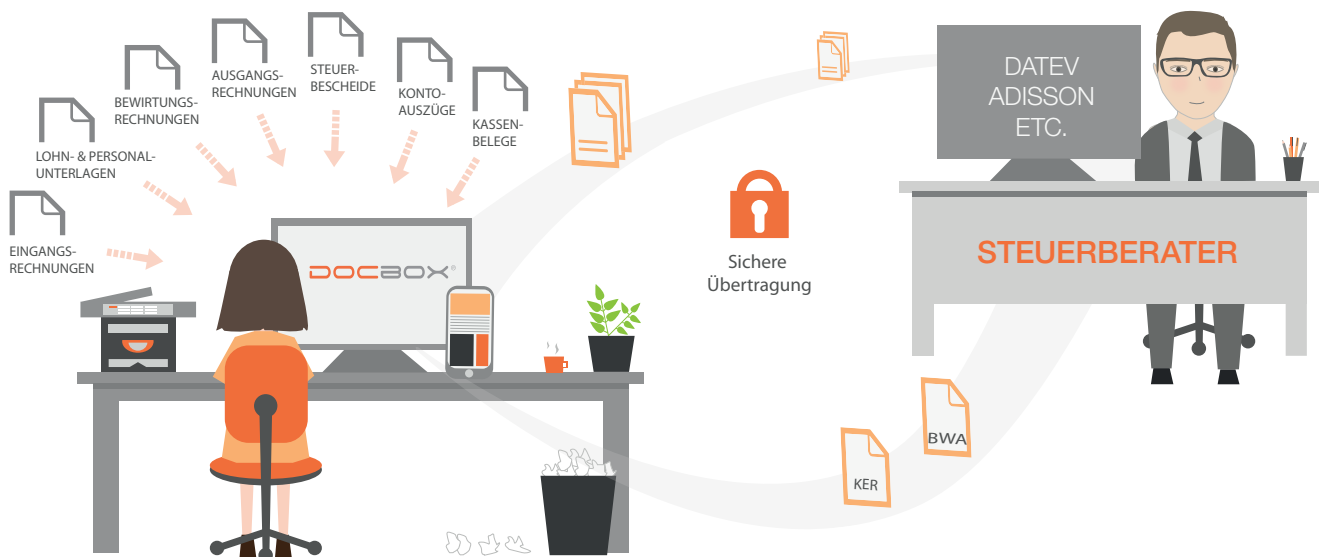 AUSGANGS-
RECHNUNGEN
STEUER-
BESCHEIDE
BEWIRTUNGS-
RECHNUNGEN
KONTO-
AUSZÜGE
KASSEN-
BELEGE
LOHN- & PERSONAL-
UNTERLAGEN
EINGANGS-
RECHNUNGEN
DOCBOX®
Sichere
Übertragung
DATEV
ADISSON
ETC.
STEUERBERATER
BWA
KER